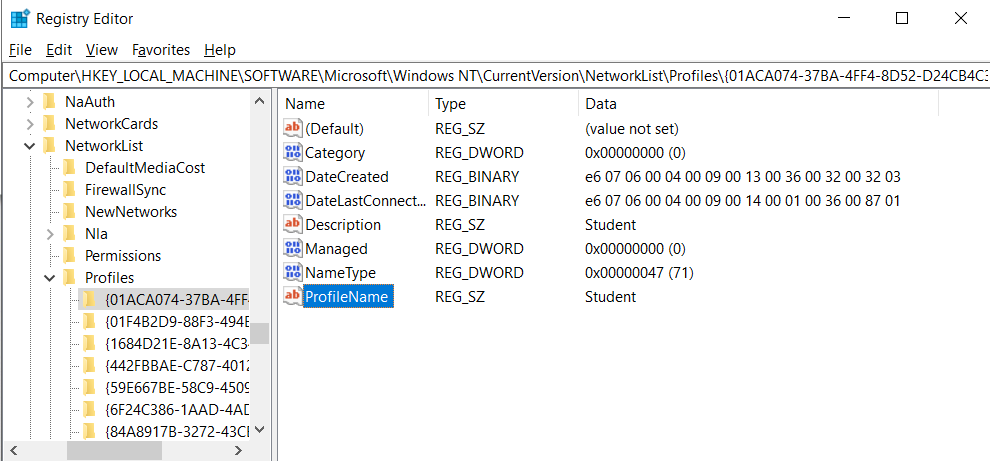 Registry Editor
File Edit View Favorites Help
Computer\HKEY_LOCAL_MACHINE\SOFTWARE\Microsoft\Windows NT\CurrentVersion\NetworkList\Profiles\{01ACA074-37BA-4FF4-8D52-D24CB4C3
NaAuth
NetworkCards
NetworkList
DefaultMediaCost
FirewallSync
NewNetworks
Nla
Permissions
Profiles
{01ACA074-37BA-4FF4
{01F4B2D9-88F3-494E
{1684D21E-8A13-4C34
{442FBBAE-C787-4012
{59E667BE-58C9-4509
{6F24C386-1AAD-4AD
{84A8917B-3272-43CE
Name Type Data
(Default) REG_SZ (value not set)
Category REG_DWORD 0x00000000 (0)
DateCreated REG_BINARY e6 07 06 00 04 00 09 00 13 00 36 00 32 00 32 03
DateLastConnect... REG_BINARY e6 07 06 00 04 00 09 00 14 00 01 00 36 00 87 01
Description REG_SZ Student
Managed REG_DWORD 0x00000000 (0)
NameType REG_DWORD 0x00000047 (71)
ProfileName REG_SZ Student